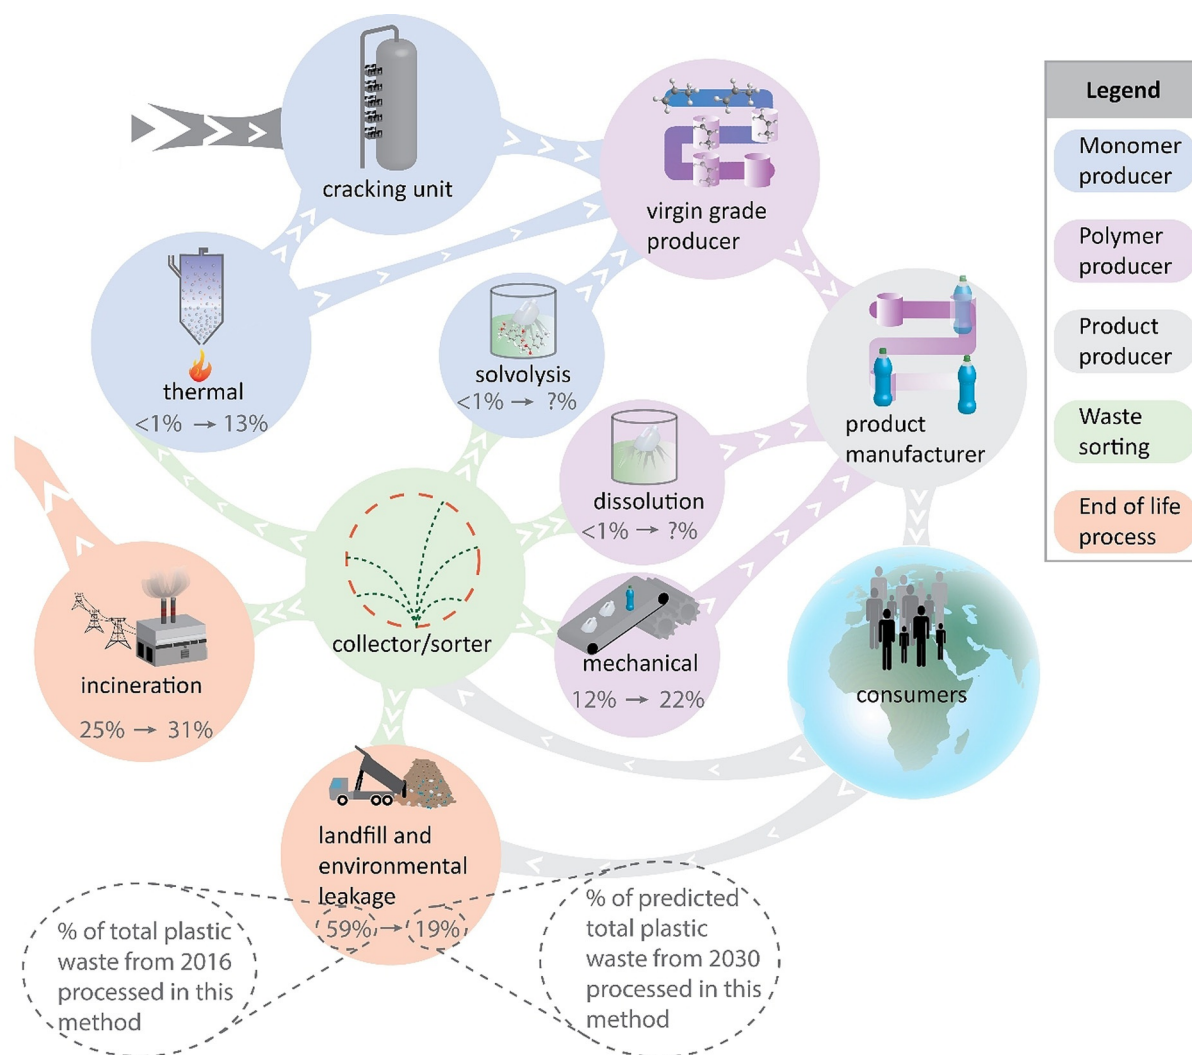 cracking unit
virgin grade
producer
Legend
Monomer
producer
Polymer
producer
Product
producer
Waste
sorting
End of life
process
thermal
<1% → 13%
solvolysis
<1% → ?%
product
manufacturer
dissolution
<1% → ?%
collector/sorter
mechanical
12% → 22%
consumers
incineration
25% → 31%
landfill and
environmental
leakage
59% → 19%
% of total plastic
waste from 2016
processed in this
method
% of predicted
total plastic
waste from 2030
processed in this
method